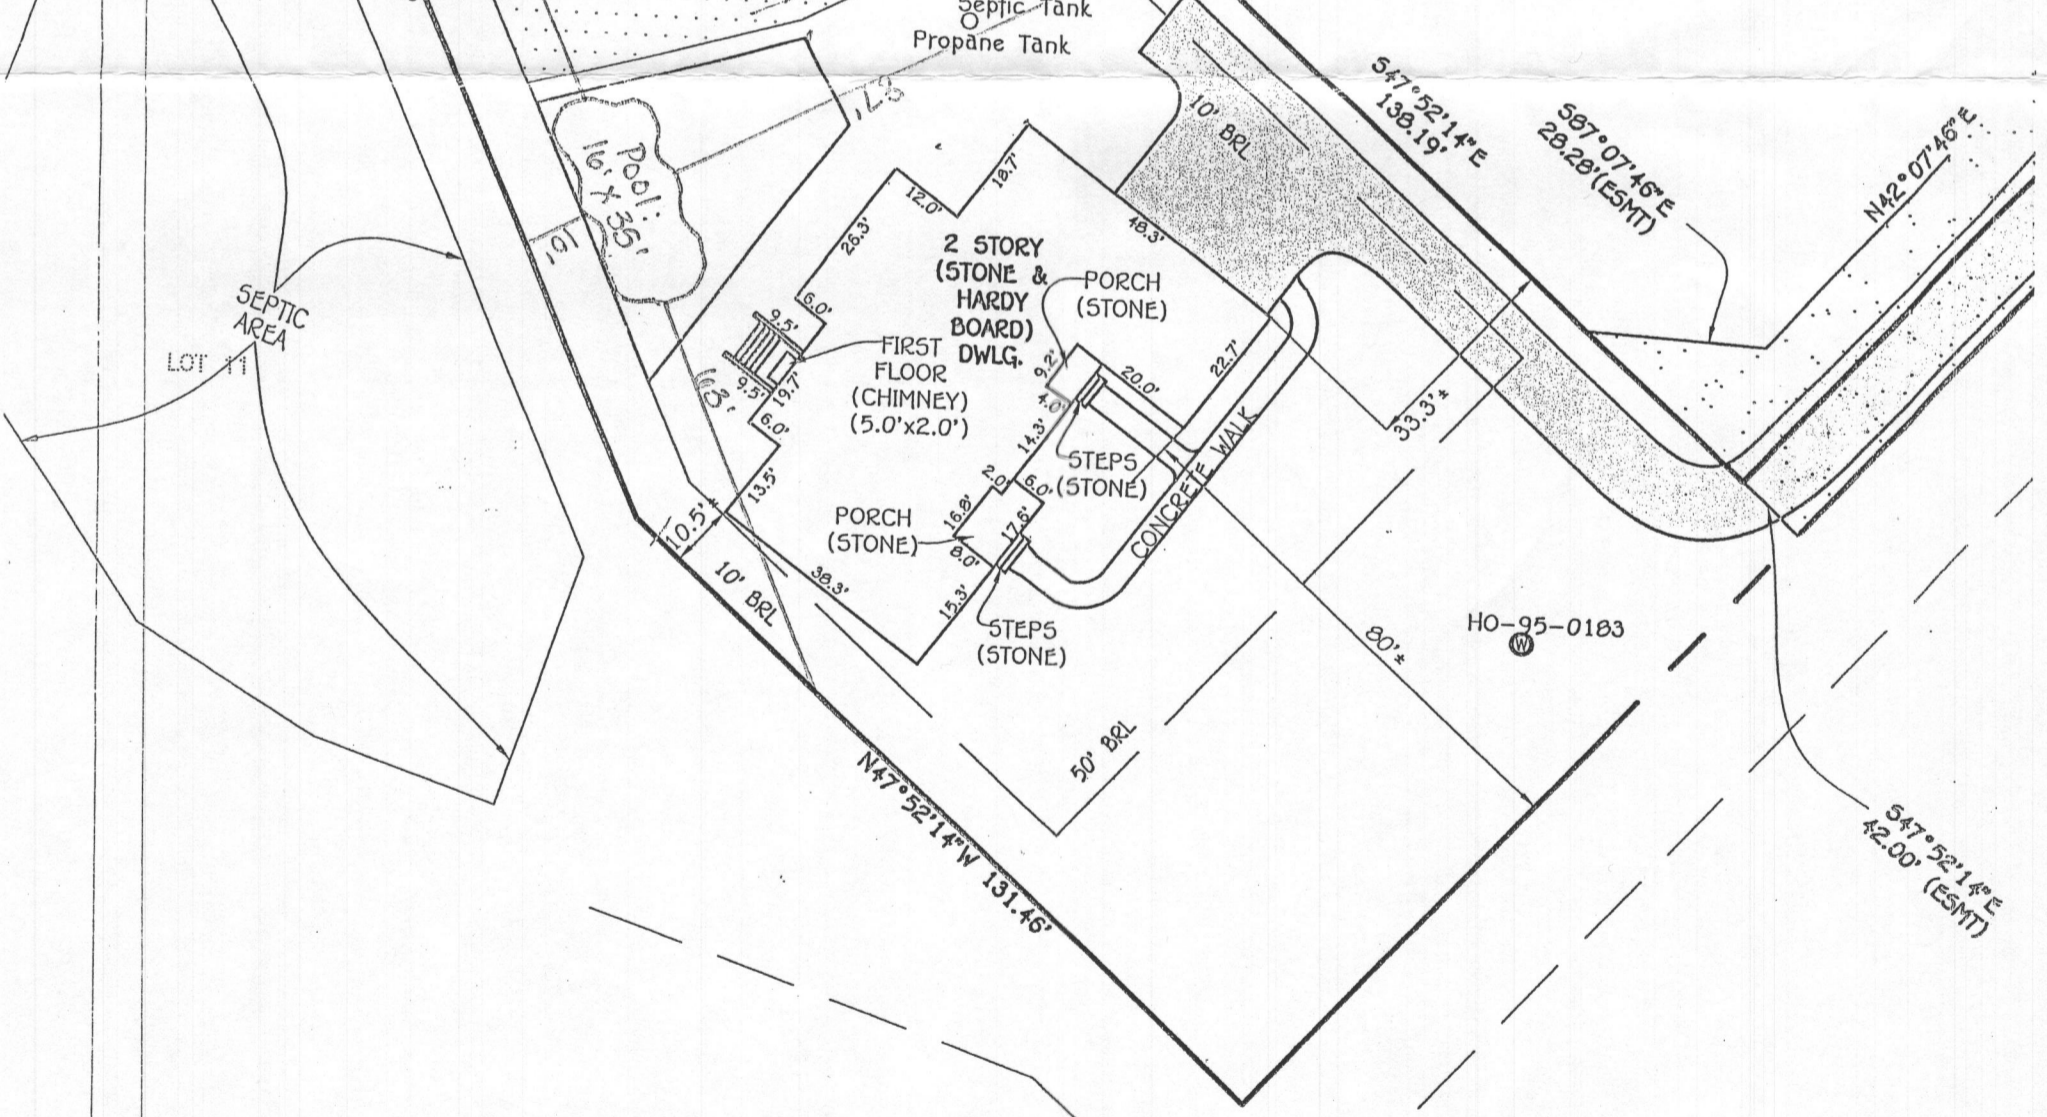 Septic Tank
Propane Tank
87'
Pool:
16' X 35'
10'
SEPTIC
AREA
LOT 11
10' BRL
S47°52'14"E
138.19'
S87°07'46"E
28.28'(ESMT)
N42°07'46"E
18.7'
12.0'
26.3'
48.3'
2 STORY
(STONE &
HARDY
BOARD)
DWLG.
PORCH
(STONE)
6.0'
9.5'
9.5'
19.7'
6.0'
FIRST
FLOOR
(CHIMNEY)
(5.0'x2.0')
9.2'
4.0'
20.0'
22.7'
33.3'±
14.3'
STEPS
(STONE)
CONCRETE WALK
63'
13.5'
10.5'±
2.0'
6.0'
16.8'
17.6'
PORCH
(STONE)
8.0'
10' BRL
38.3'
15.3'
STEPS
(STONE)
80'±
HO-95-0183
W
50' BRL
N47°52'14"W 131.46'
S47°52'14"E
42.00' (ESMT)